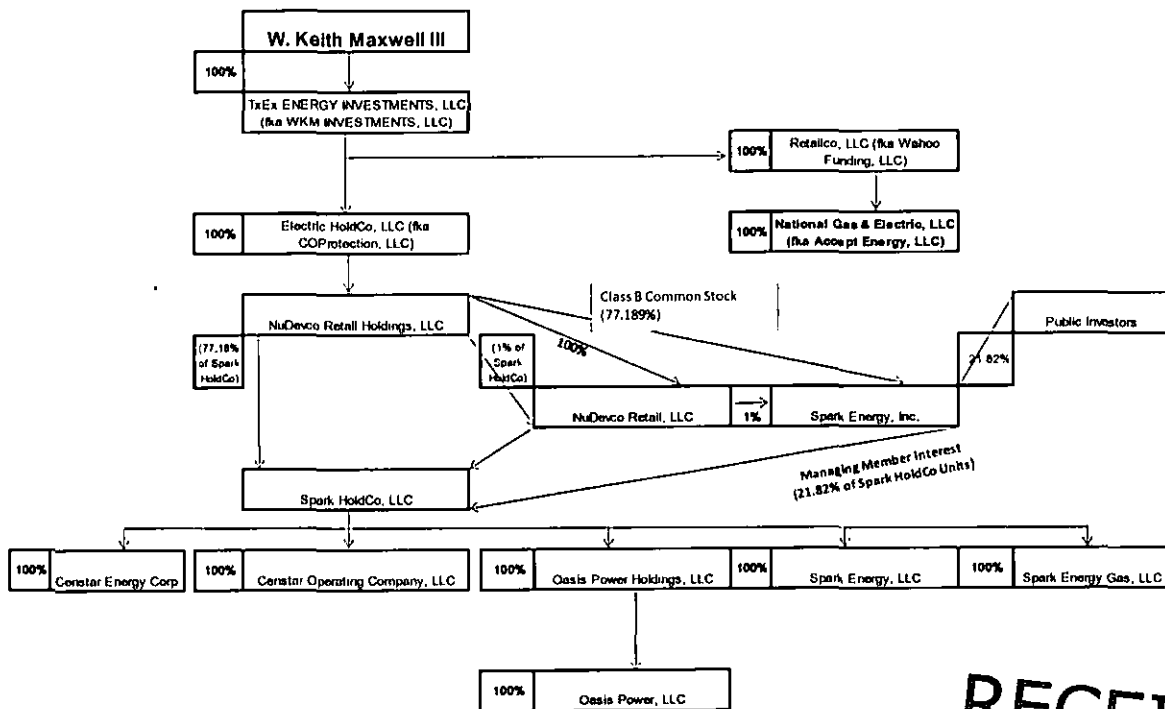 W. Keith Maxwell III
100%
TxEx ENERGY INVESTMENTS, LLC
(fka WKM INVESTMENTS, LLC)
100%
Retailco, LLC (fka Wahoo
Funding, LLC)
100%
Electric HoldCo, LLC (fka
COProtection, LLC)
100%
National Gas & Electric, LLC
(fka Accept Energy, LLC)
NuDevco Retail Holdings, LLC
Class B Common Stock
(77.189%)
Public Investors
(77.18%
of Spark
HoldCo)
(1% of
Spark
HoldCo)
100%
21.82%
NuDevco Retail, LLC
1%
Spark Energy, Inc.
Managing Member Interest
(21.82% of Spark HoldCo Units)
Spark HoldCo, LLC
100%
Censtar Energy Corp
100%
Censtar Operating Company, LLC
100%
Oasis Power Holdings, LLC
100%
Spark Energy, LLC
100%
Spark Energy Gas, LLC
100%
Oasis Power, LLC